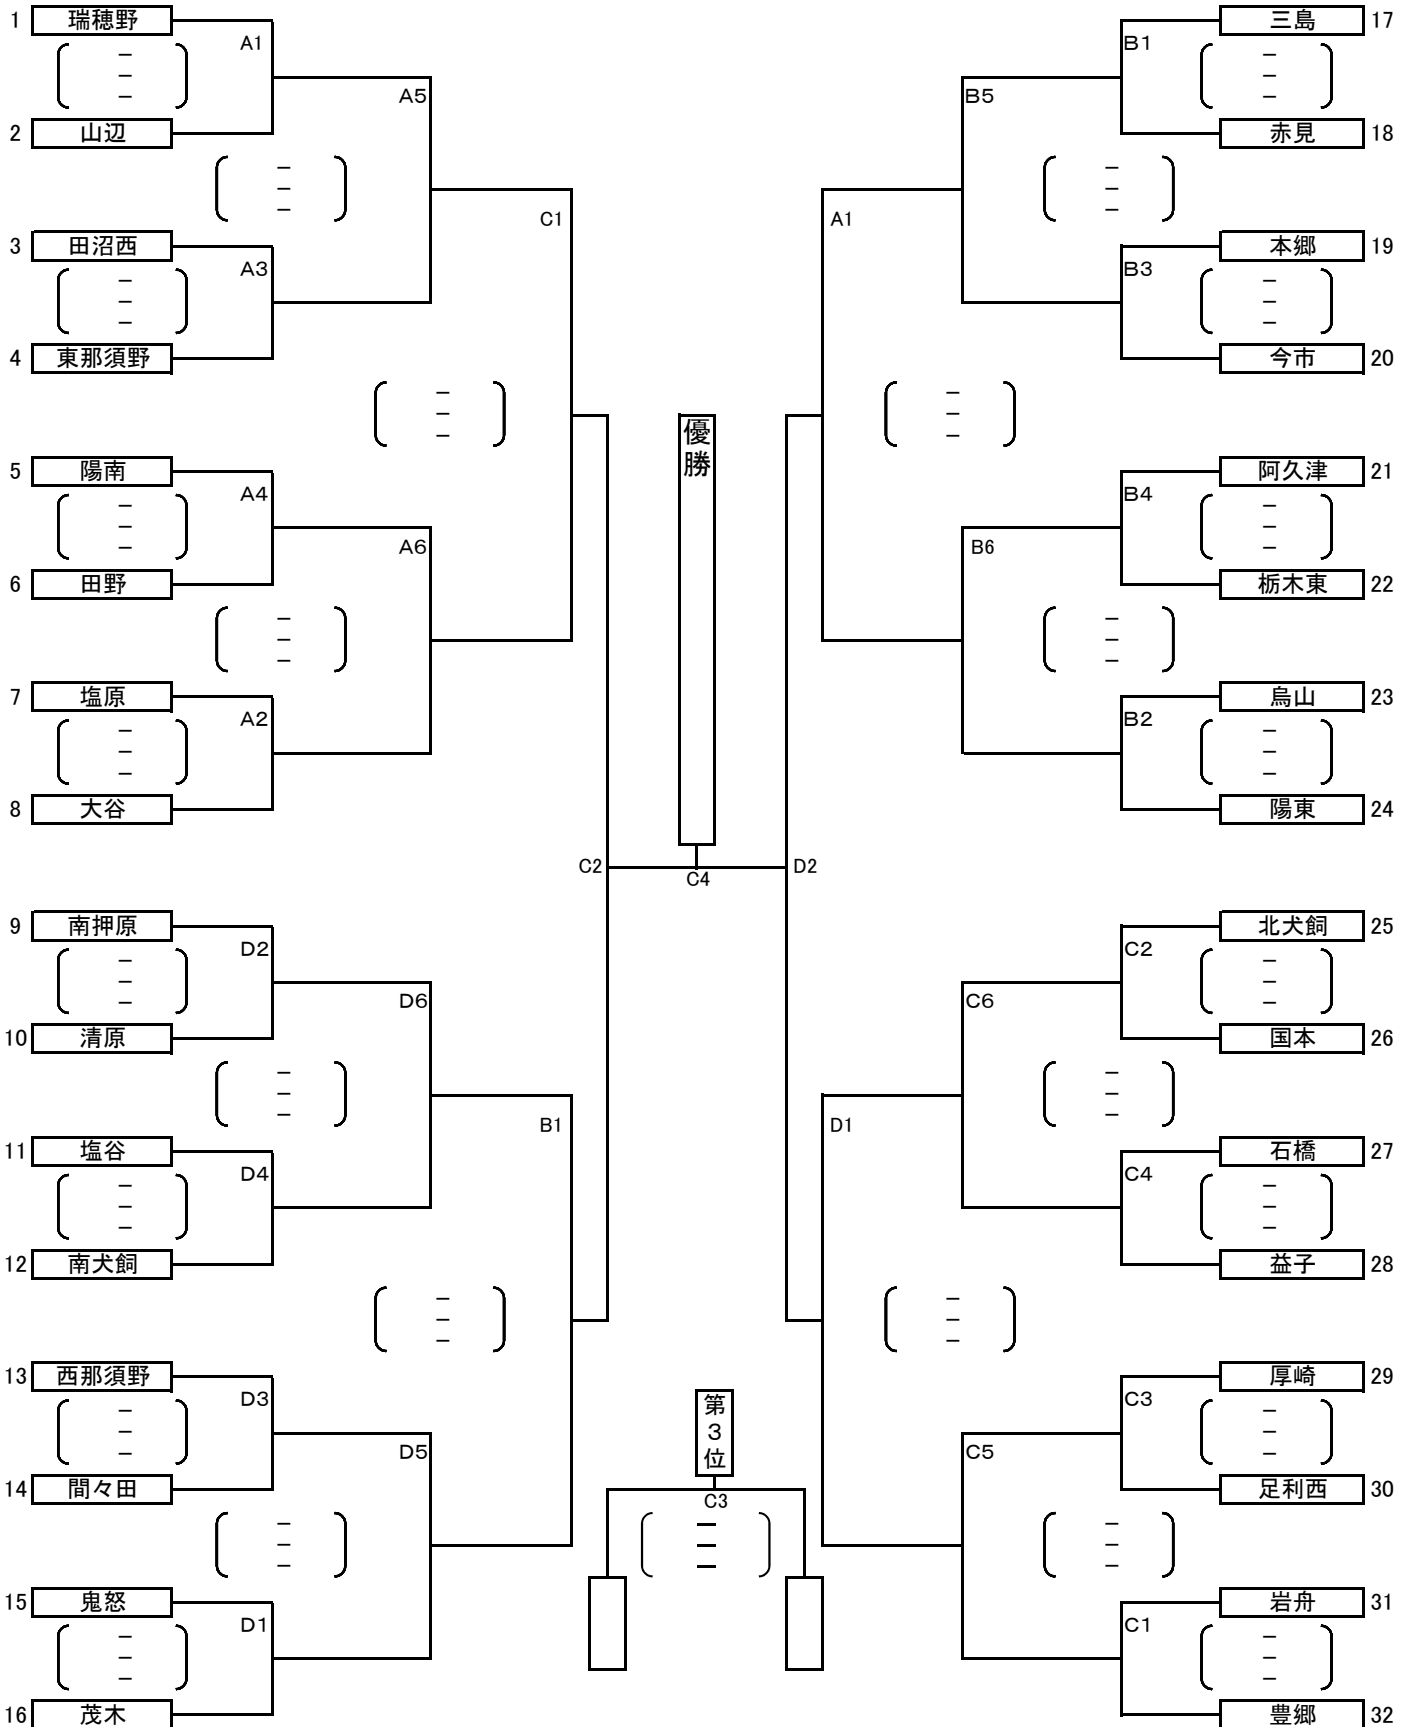 1 瑞穂野
A1
2 山辺
A5
3 田沼西
A3
4 東那須野
C1
5 陽南
A4
6 田野
A6
7 塩原
A2
8 大谷
C2
9 南押原
D2
10 清原
D6
11 塩谷
D4
12 南犬飼
B1
13 西那須野
D3
14 間々田
D5
15 鬼怒
D1
16 茂木
優勝
C4
第3位
C3
三島 17
B1
赤見 18
B5
本郷 19
B3
今市 20
A1
阿久津 21
B4
栃木東 22
B6
烏山 23
B2
陽東 24
D2
北犬飼 25
C2
国本 26
C6
石橋 27
C4
益子 28
D1
厚崎 29
C3
足利西 30
C5
岩舟 31
C1
豊郷 32